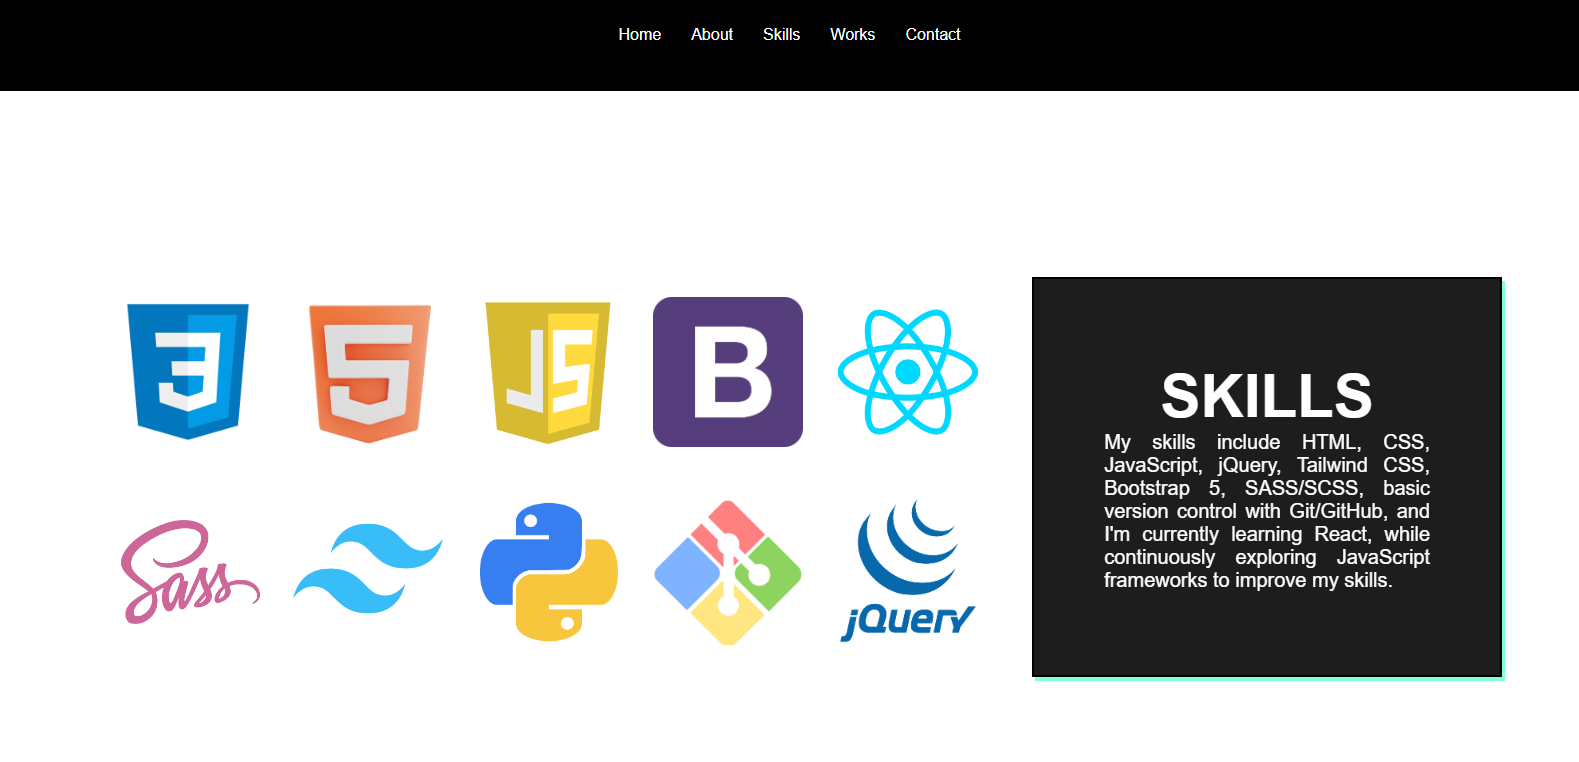 Home About Skills Works Contact
3
5
JS
B
Sass
jQuery
SKILLS
My skills include HTML, CSS,
JavaScript, jQuery, Tailwind CSS,
Bootstrap 5, SASS/SCSS, basic
version control with Git/GitHub, and
I'm currently learning React, while
continuously exploring JavaScript
frameworks to improve my skills.